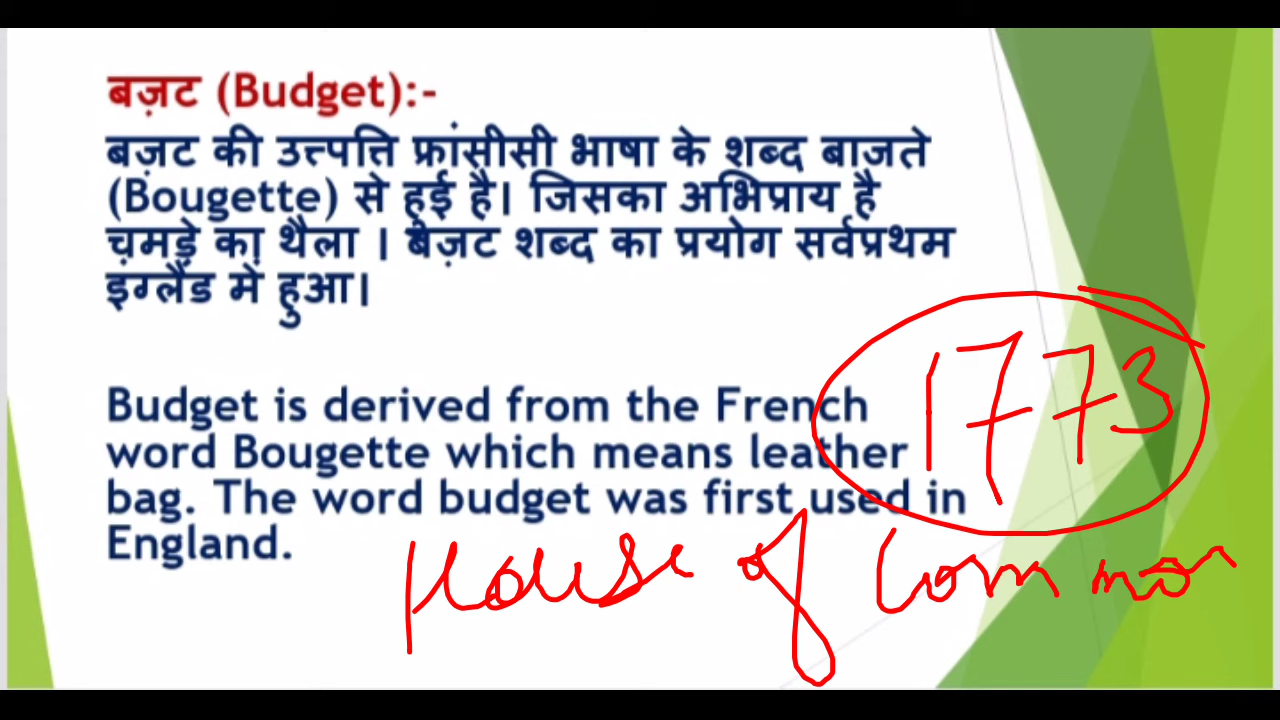 बज़ट (Budget):-
बज़ट की उत्त्पत्ति फ्रांसीसी भाषा के शब्द बाजते
(Bougette) से हुई है। जिसका अभिप्राय है
चमड़े का थैला । बज़ट शब्द का प्रयोग सर्वप्रथम
इंग्लैंड मे हुआ।
Budget is derived from the French
word Bougette which means leather
bag. The word budget was first used in
England.
1773
House of Common